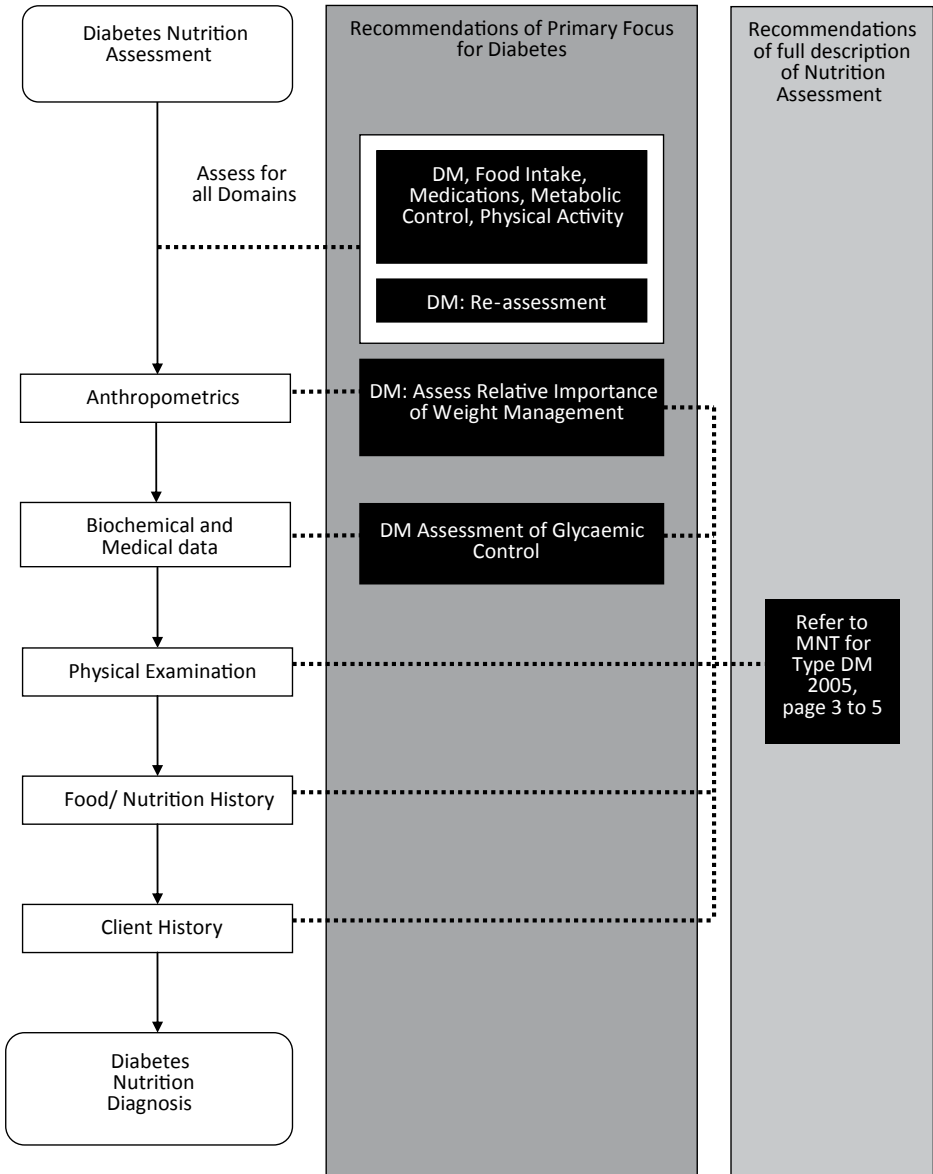 Diabetes Nutrition
Assessment
Recommendations of Primary Focus
for Diabetes
Recommendations
of full description
of Nutrition
Assessment
Assess for
all Domains
DM, Food Intake,
Medications, Metabolic
Control, Physical Activity
DM: Re-assessment
Anthropometrics
DM: Assess Relative Importance
of Weight Management
Biochemical and
Medical data
DM Assessment of Glycaemic
Control
Physical Examination
Refer to
MNT for
Type DM
2005,
page 3 to 5
Food/ Nutrition History
Client History
Diabetes
Nutrition
Diagnosis